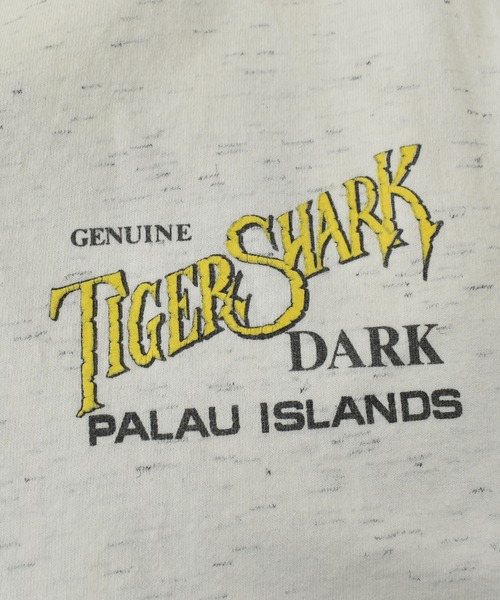 GENUINE
TIGER SHARK
DARK
PALAU ISLANDS